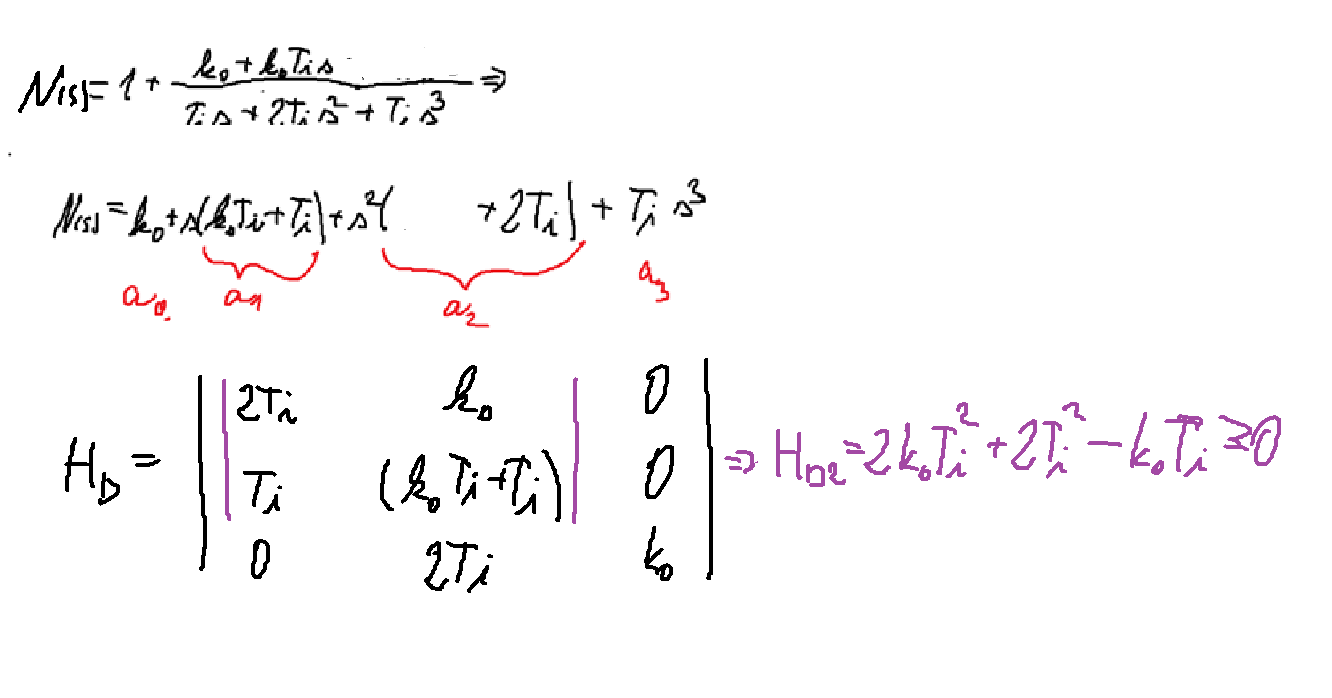 N(s)= 1 + (k₀+k₀Tᵢs)/(Tᵢs+2Tᵢs²+Tᵢs³) ⇒
N(s)=k₀+s(k₀Tᵢ+Tᵢ)+s²( +2Tᵢ)+Tᵢs³
a₀ a₁ a₂ a₃
H_D = | 2Tᵢ k₀ 0 |
| Tᵢ (k₀Tᵢ+Tᵢ) 0 | ⇒ H_D2=2k₀Tᵢ²+2Tᵢ²−k₀Tᵢ≥0
| 0 2Tᵢ k₀ |